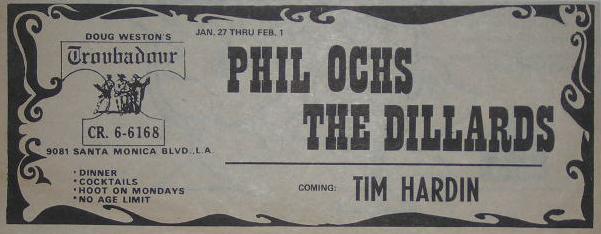 DOUG WESTON'S
Troubadour
CR. 6-6168
9081 SANTA MONICA BLVD., L.A.
• DINNER
• COCKTAILS
• HOOT ON MONDAYS
• NO AGE LIMIT
JAN. 27 THRU FEB. 1
PHIL OCHS
THE DILLARDS
COMING: TIM HARDIN